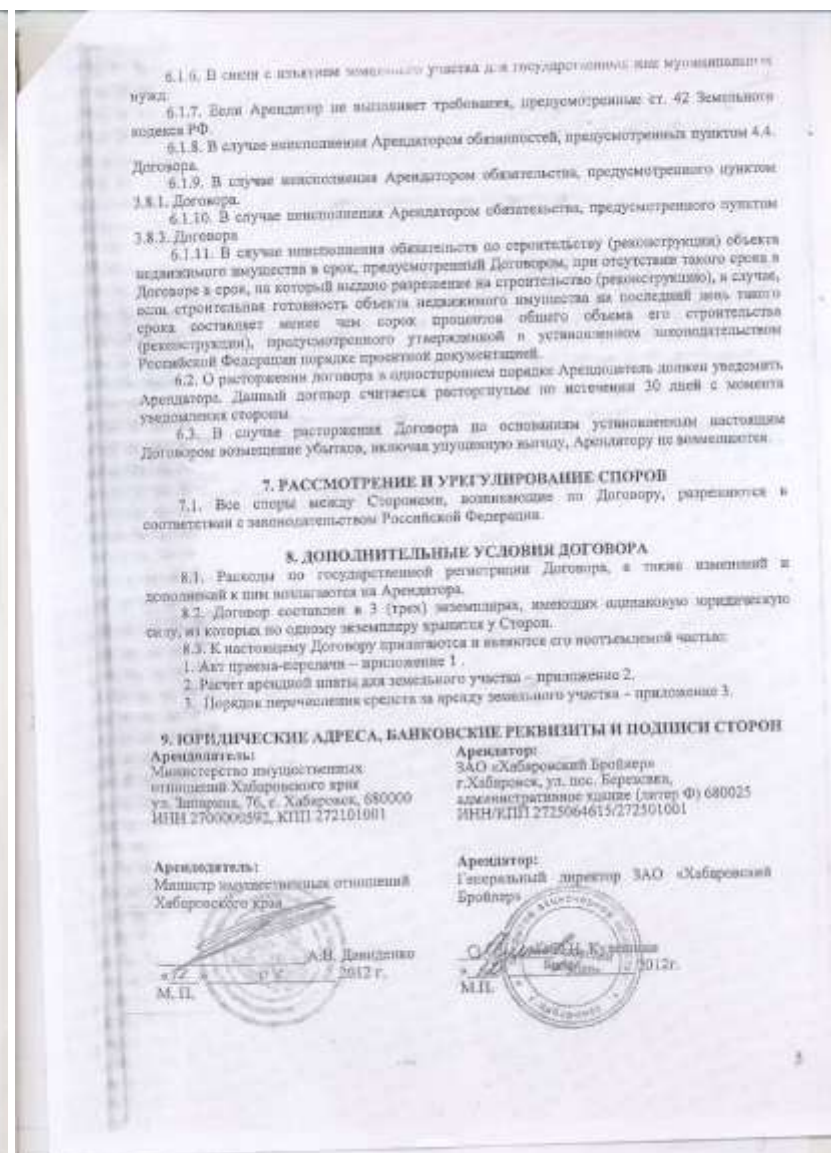 6.1.6. В связи с изъятием земельного участка для государственных или муниципальных
нужд.
6.1.7. Если Арендатор не выполняет требования, предусмотренные ст. 42 Земельного
кодекса РФ.
6.1.8. В случае неисполнения Арендатором обязанностей, предусмотренных пунктом 4.4.
Договора.
6.1.9. В случае неисполнения Арендатором обязательства, предусмотренного пунктом
3.8.1. Договора.
6.1.10. В случае неисполнения Арендатором обязательства, предусмотренного пунктом
3.8.3. Договора
6.1.11. В случае неисполнения обязательств по строительству (реконструкции) объекта
недвижимого имущества в срок, предусмотренный Договором, при отсутствии такого срока в
Договоре в срок, на который выдано разрешение на строительство (реконструкцию), в случае,
если строительная готовность объекта недвижимого имущества на последний день такого
срока составляет менее чем сорок процентов общего объема его строительства
(реконструкции), предусмотренного утвержденной в установленном законодательством
Российской Федерации порядке проектной документацией.
6.2. О расторжении договора в одностороннем порядке Арендодатель должен уведомить
Арендатора. Данный договор считается расторгнутым по истечении 30 дней с момента
уведомления стороны.
6.3. В случае расторжения Договора по основаниям установленным настоящим
Договором возмещение убытков, включая упущенную выгоду, Арендатору не возмещаются.
7. РАССМОТРЕНИЕ И УРЕГУЛИРОВАНИЕ СПОРОВ
7.1. Все споры между Сторонами, возникающие по Договору, разрешаются в
соответствии с законодательством Российской Федерации.
8. ДОПОЛНИТЕЛЬНЫЕ УСЛОВИЯ ДОГОВОРА
8.1. Расходы по государственной регистрации Договора, а также изменений и
дополнений к ним возлагаются на Арендатора.
8.2. Договор составлен в 3 (трех) экземплярах, имеющих одинаковую юридическую
силу, из которых по одному экземпляру хранится у Сторон.
8.3. К настоящему Договору прилагаются и являются его неотъемлемой частью:
1. Акт приема-передачи – приложение 1 .
2. Расчет арендной платы для земельного участка – приложение 2.
3. Порядок перечисления средств за аренду земельного участка – приложение 3.
9. ЮРИДИЧЕСКИЕ АДРЕСА, БАНКОВСКИЕ РЕКВИЗИТЫ И ПОДПИСИ СТОРОН
Арендодатель:
Министерство имущественных
отношений Хабаровского края
ул. Запарина, 76, г. Хабаровск, 680000
ИНН 2700000592, КПП 272101001
Арендатор:
ЗАО «Хабаровский Бройлер»
г.Хабаровск, ул. пос. Березовка,
административное здание (литер Ф) 680025
ИНН/КПП 2725064615/272501001
Арендодатель:
Министр имущественных отношений
Хабаровского края
А.В. Давиденко
2012 г.
М. П.
Арендатор:
Генеральный директор ЗАО «Хабаровский
Бройлер»
2012г.
М.П.
г. Хабаровск
5